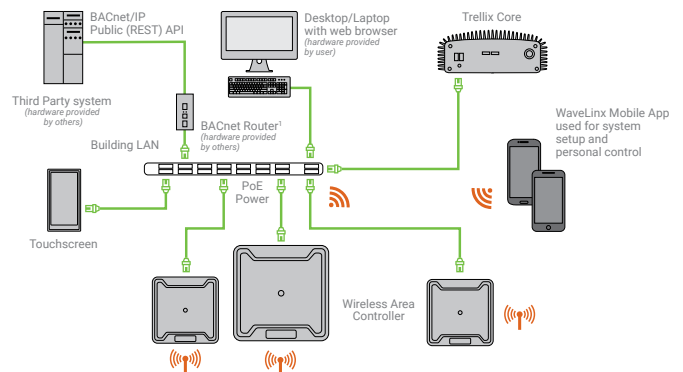 BACnet/IP
Public (REST) API
Desktop/Laptop
with web browser
(hardware provided
by user)
Trellix Core
Third Party system
(hardware provided
by others)
BACnet Router1
(hardware provided
by others)
Building LAN
WaveLinx Mobile App
used for system
setup and
personal control
PoE
Power
Touchscreen
Wireless Area
Controller